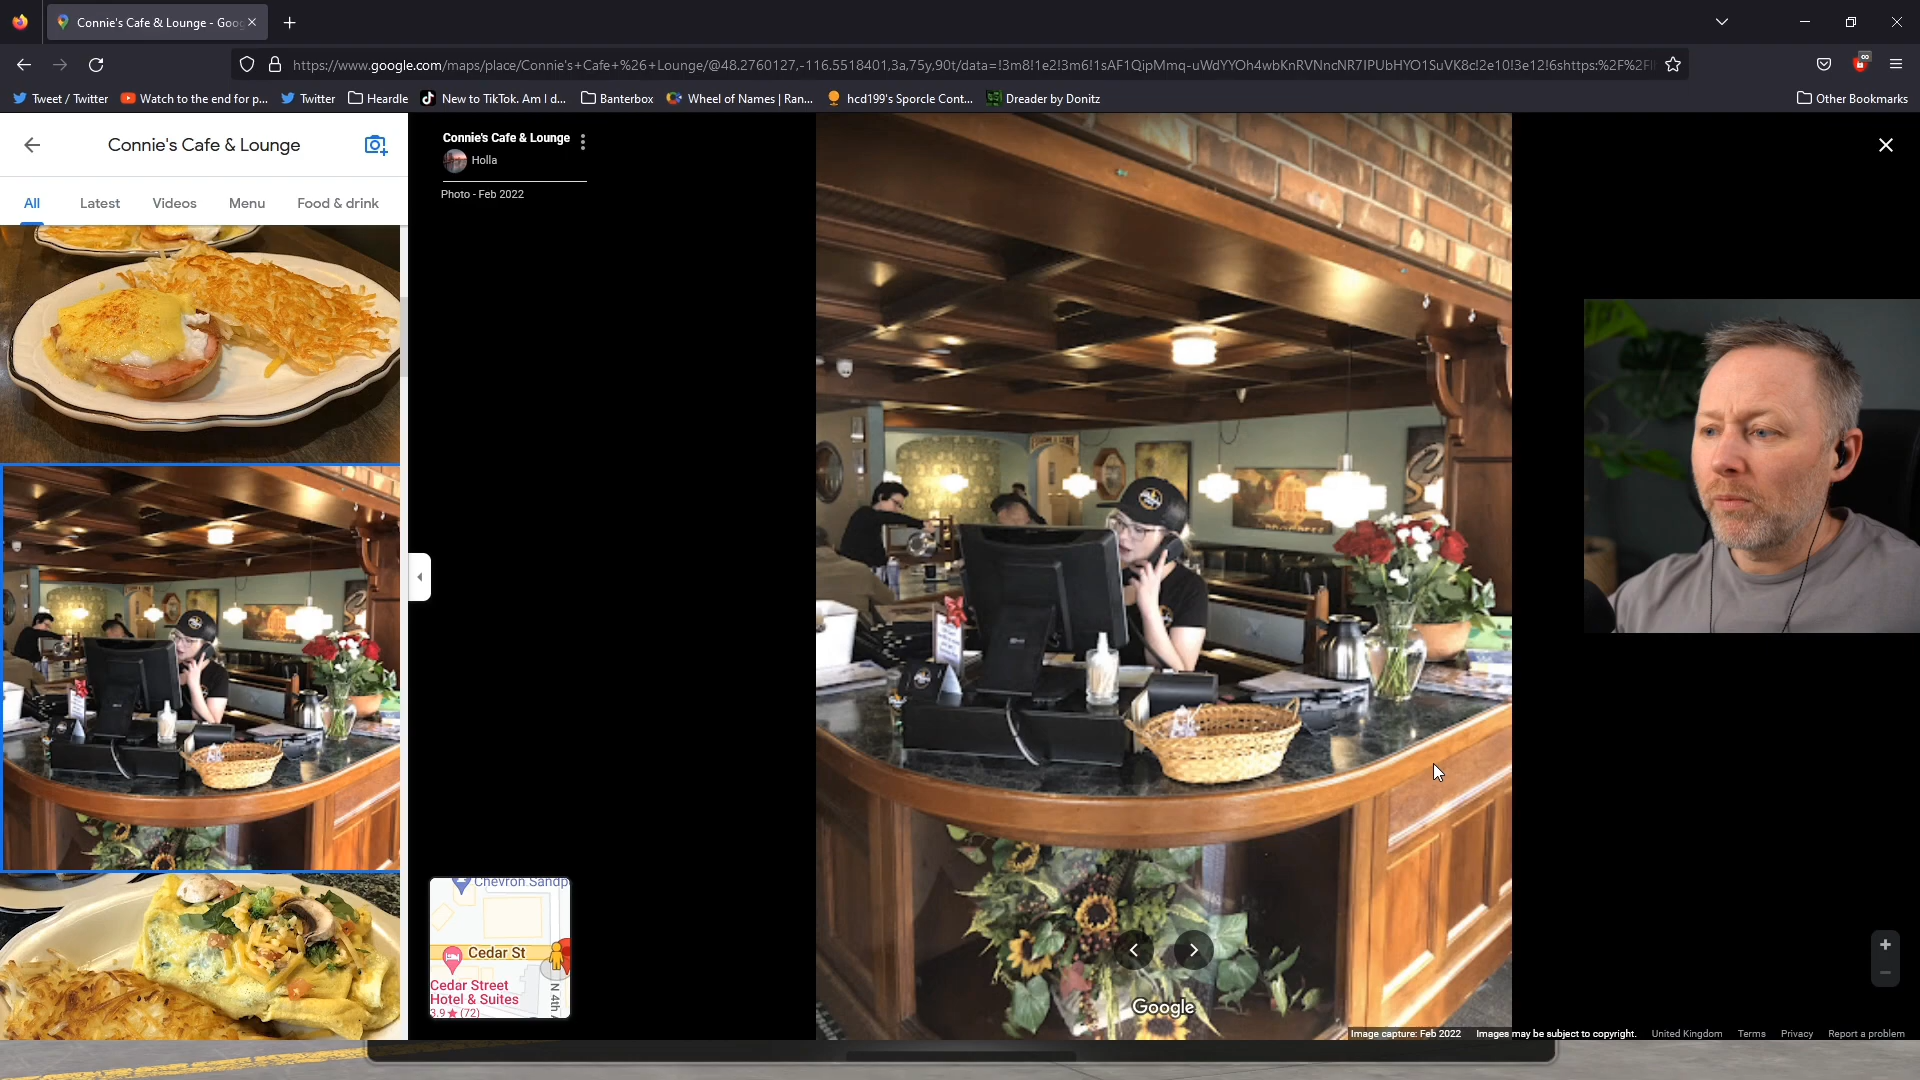 Connie's Cafe & Lounge - Goog
https://www.google.com/maps/place/Connie's+Cafe+%26+Lounge/@48.2760127,-116.5518401,3a,75y,90t/data=!3m8!1e2!3m6!1sAF1QipMmq-uWdYYOh4wbKnRVNncNR7IPUbHYO1SuVK8c!2e10!3e12!6shttps:%2F%2Fl
Tweet / Twitter Watch to the end for p... Twitter Heardle New to TikTok. Am I d... Banterbox Wheel of Names | Ran... hcd199's Sporcle Cont... Dreader by Donitz Other Bookmarks
Connie's Cafe & Lounge
All Latest Videos Menu Food & drink
Connie's Cafe & Lounge
Holla
Photo - Feb 2022
PROGRESS
Chevron Sandp
Cedar St
Cedar Street
Hotel & Suites
3.9 ★ (72)
N 4th A
Google
Image capture: Feb 2022 Images may be subject to copyright. United Kingdom Terms Privacy Report a problem